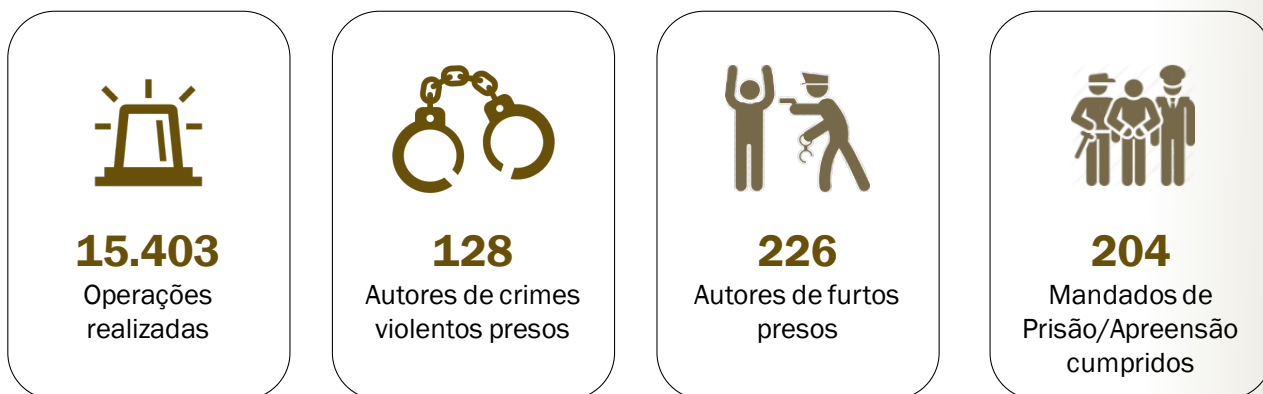 15.403
Operações
realizadas
128
Autores de crimes
violentos presos
226
Autores de furtos
presos
204
Mandados de
Prisão/Apreensão
cumpridos